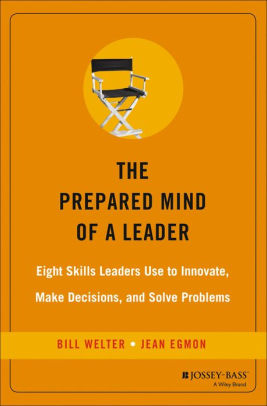 THE
PREPARED MIND
OF A LEADER
Eight Skills Leaders Use to Innovate,
Make Decisions, and Solve Problems
BILL WELTER • JEAN EGMON
JOSSEY-BASS™
A Wiley Brand